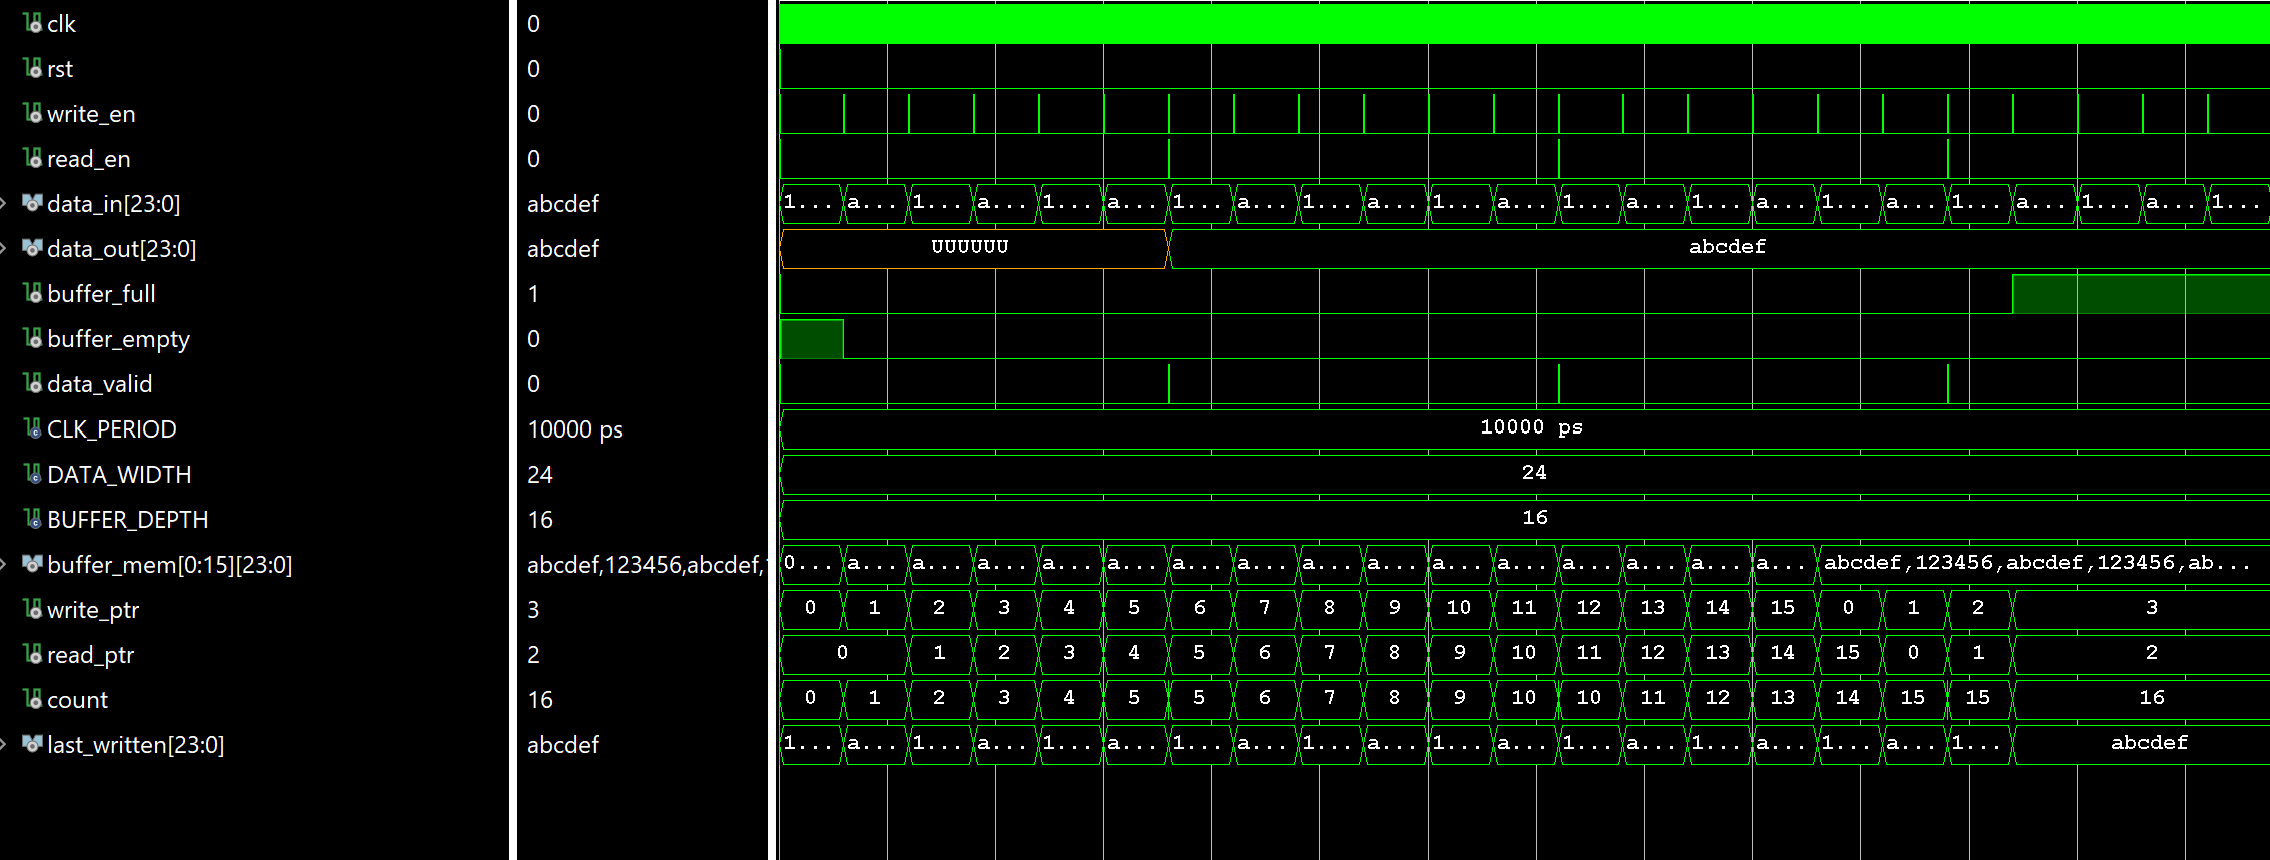 clk 0
rst 0
write_en 0
read_en 0
data_in[23:0] abcdef 1... a... 1... a... 1... a... 1... a... 1... a... 1... a... 1... a... 1... a... 1... a... 1... a... 1... a... 1...
data_out[23:0] abcdef UUUUUU abcdef
buffer_full 1
buffer_empty 0
data_valid 0
CLK_PERIOD 10000 ps 10000 ps
DATA_WIDTH 24 24
BUFFER_DEPTH 16 16
buffer_mem[0:15][23:0] abcdef,123456,abcdef, 0... a... a... a... a... a... a... a... a... a... a... a... a... a... a... a... abcdef,123456,abcdef,123456,ab...
write_ptr 3 0 1 2 3 4 5 6 7 8 9 10 11 12 13 14 15 0 1 2 3
read_ptr 2 0 1 2 3 4 5 6 7 8 9 10 11 12 13 14 15 0 1 2
count 16 0 1 2 3 4 5 5 6 7 8 9 10 10 11 12 13 14 15 15 16
last_written[23:0] abcdef 1... a... 1... a... 1... a... 1... a... 1... a... 1... a... 1... a... 1... a... 1... a... 1... abcdef